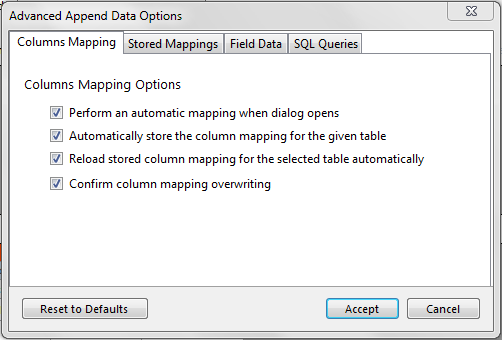 Advanced Append Data Options
Columns Mapping Stored Mappings Field Data SQL Queries
Columns Mapping Options
Perform an automatic mapping when dialog opens
Automatically store the column mapping for the given table
Reload stored column mapping for the selected table automatically
Confirm column mapping overwriting
Reset to Defaults Accept Cancel